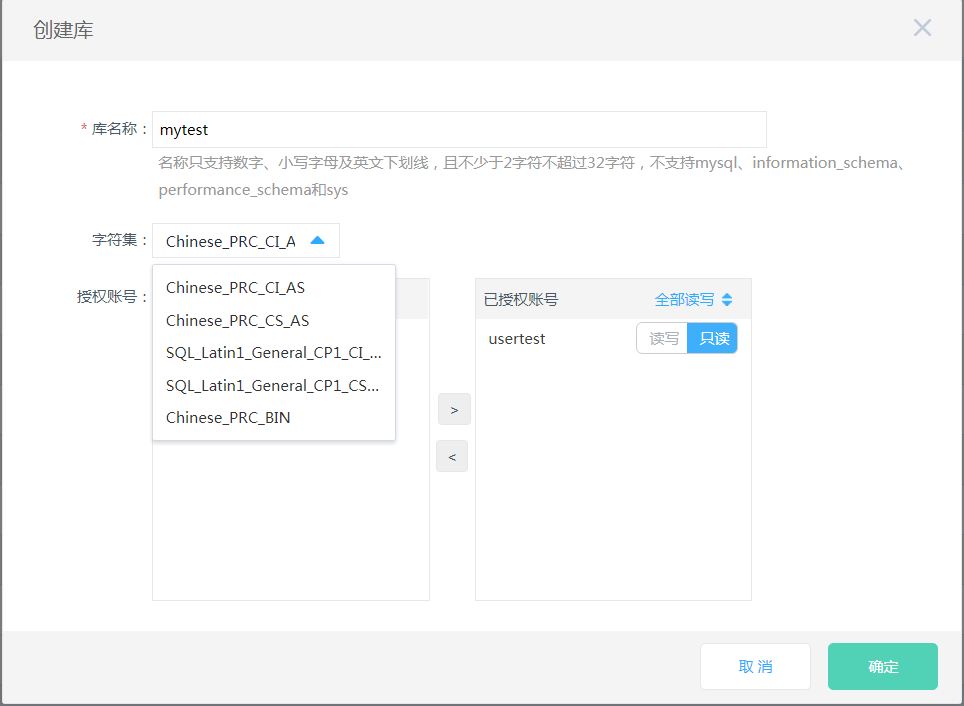 创建库
* 库名称：mytest
名称只支持数字、小写字母及英文下划线，且不少于2字符不超过32字符，不支持mysql、information_schema、
performance_schema和sys
字符集：Chinese_PRC_CI_A
Chinese_PRC_CI_AS
Chinese_PRC_CS_AS
SQL_Latin1_General_CP1_CI_...
SQL_Latin1_General_CP1_CS...
Chinese_PRC_BIN
授权账号：
>
<
已授权账号 全部读写
usertest 读写 只读
取消 确定